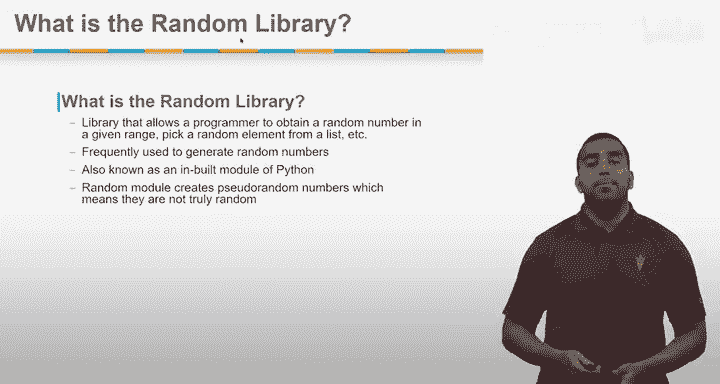 What is the Random Library?
What is the Random Library?
– Library that allows a programmer to obtain a random number in
a given range, pick a random element from a list, etc.
– Frequently used to generate random numbers
– Also known as an in-built module of Python
– Random module creates pseudorandom numbers which
means they are not truly random